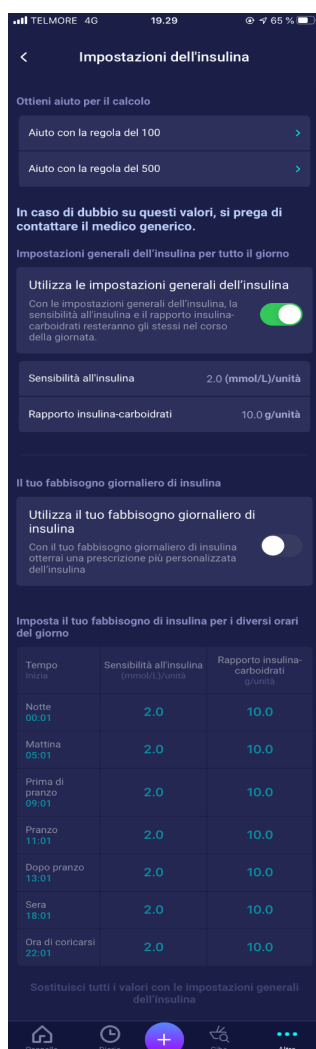 TELMORE 4G 19.29 65 %
Impostazioni dell'insulina
Ottieni aiuto per il calcolo
Aiuto con la regola del 100
Aiuto con la regola del 500
In caso di dubbio su questi valori, si prega di
contattare il medico generico.
Impostazioni generali dell'insulina per tutto il giorno
Utilizza le impostazioni generali dell'insulina
Con le impostazioni generali dell'insulina, la
sensibilità all'insulina e il rapporto insulina-
carboidrati resteranno gli stessi nel corso
della giornata.
Sensibilità all'insulina 2.0 (mmol/L)/unità
Rapporto insulina-carboidrati 10.0 g/unità
Il tuo fabbisogno giornaliero di insulina
Utilizza il tuo fabbisogno giornaliero di
insulina
Con il tuo fabbisogno giornaliero di insulina
otterrai una prescrizione più personalizzata
dell'insulina
Imposta il tuo fabbisogno di insulina per i diversi orari
del giorno
Tempo
Inizia
Sensibilità all'insulina
(mmol/L)/unità
Rapporto insulina-
carboidrati
g/unità
Notte
00:01
2.0 10.0
Mattina
05:01
2.0 10.0
Prima di
pranzo
09:01
2.0 10.0
Pranzo
11:01
2.0 10.0
Dopo pranzo
13:01
2.0 10.0
Sera
18:01
2.0 10.0
Ora di coricarsi
22:01
2.0 10.0
Sostituisci tutti i valori con le impostazioni generali
dell'insulina